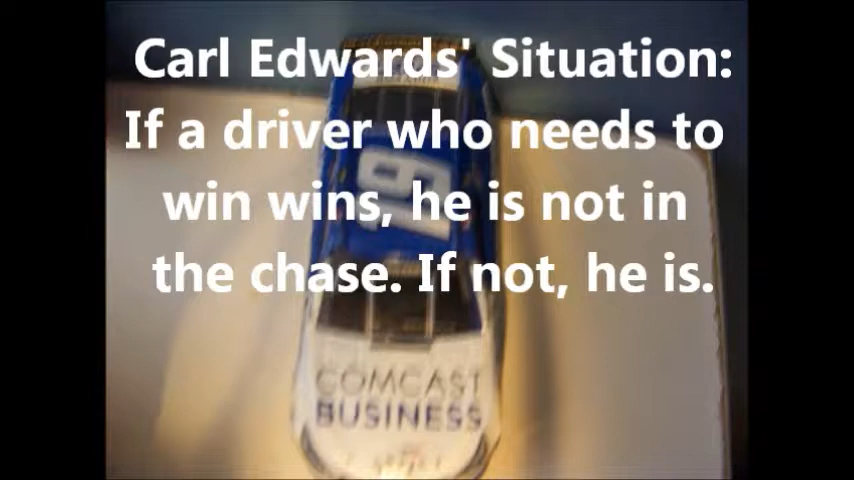 Carl Edwards' Situation:
If a driver who needs to
win wins, he is not in
the chase. If not, he is.
19
COMCAST
BUSINESS